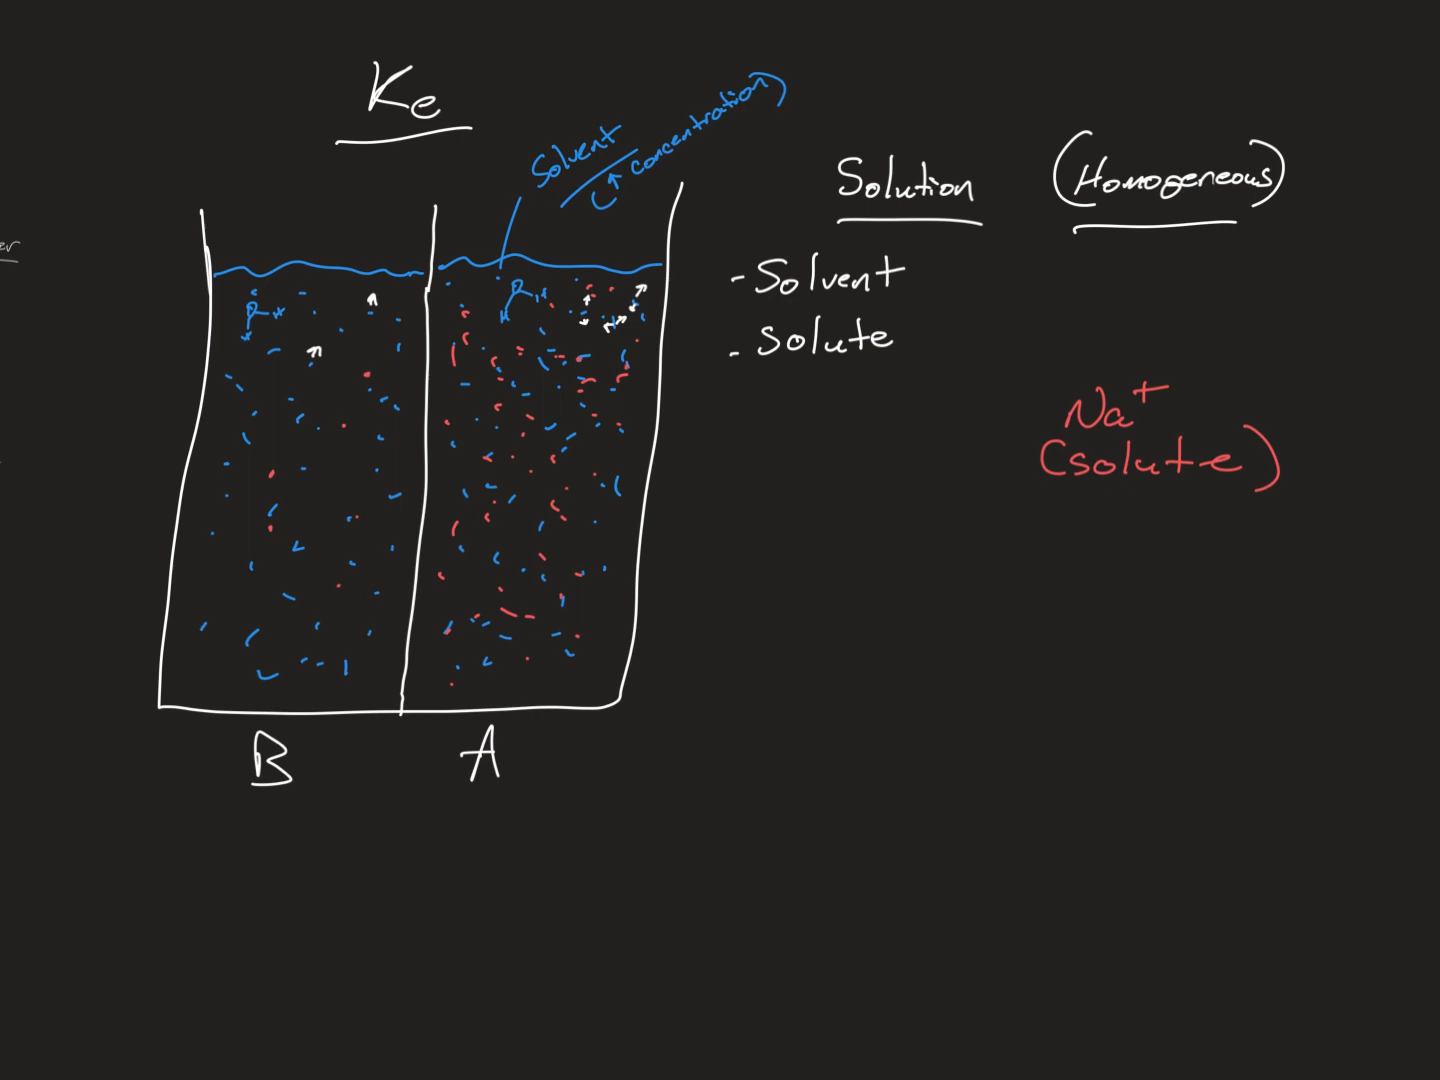 Ke
Solvent
(↑ concentration)
Solution (Homogeneous)
- Solvent
- Solute
Na+
(solute)
H
H
B A